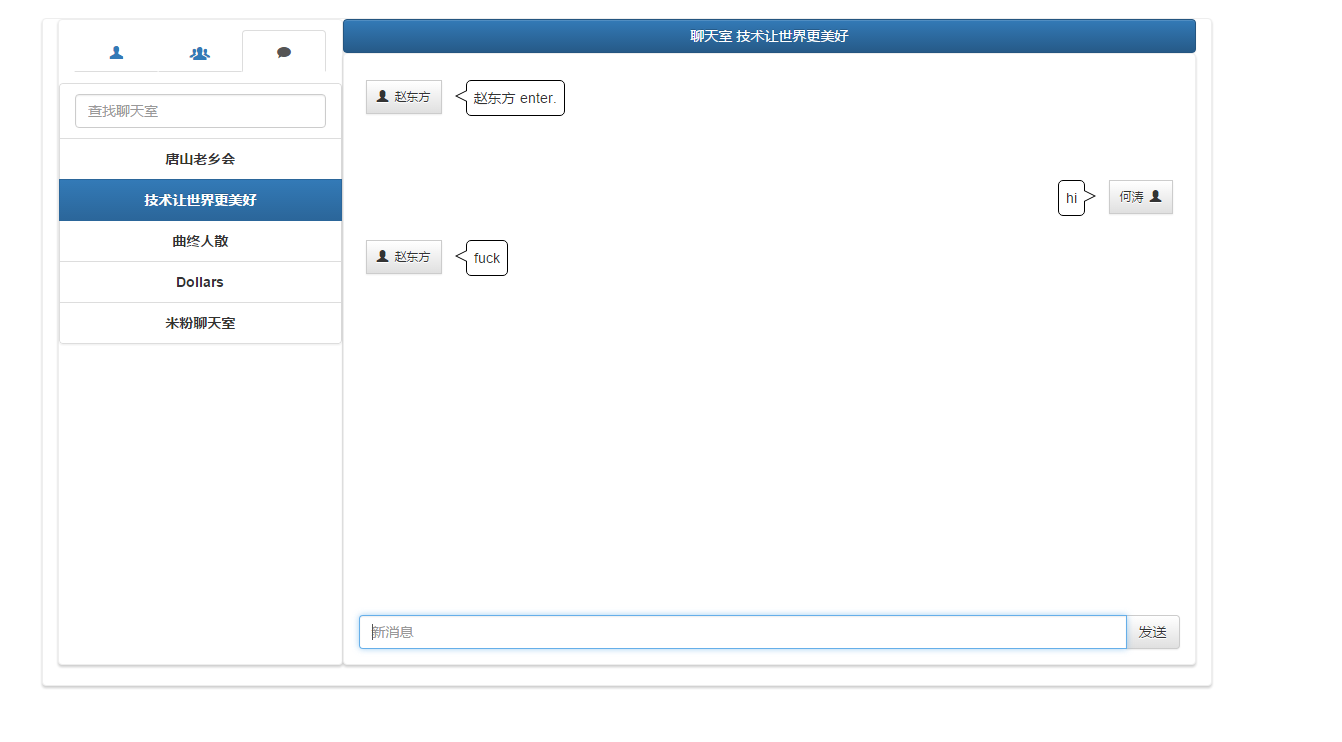 查找聊天室
唐山老乡会
技术让世界更美好
曲终人散
Dollars
米粉聊天室
聊天室 技术让世界更美好
赵东方 赵东方 enter.
hi 何涛
赵东方 fuck
新消息 发送